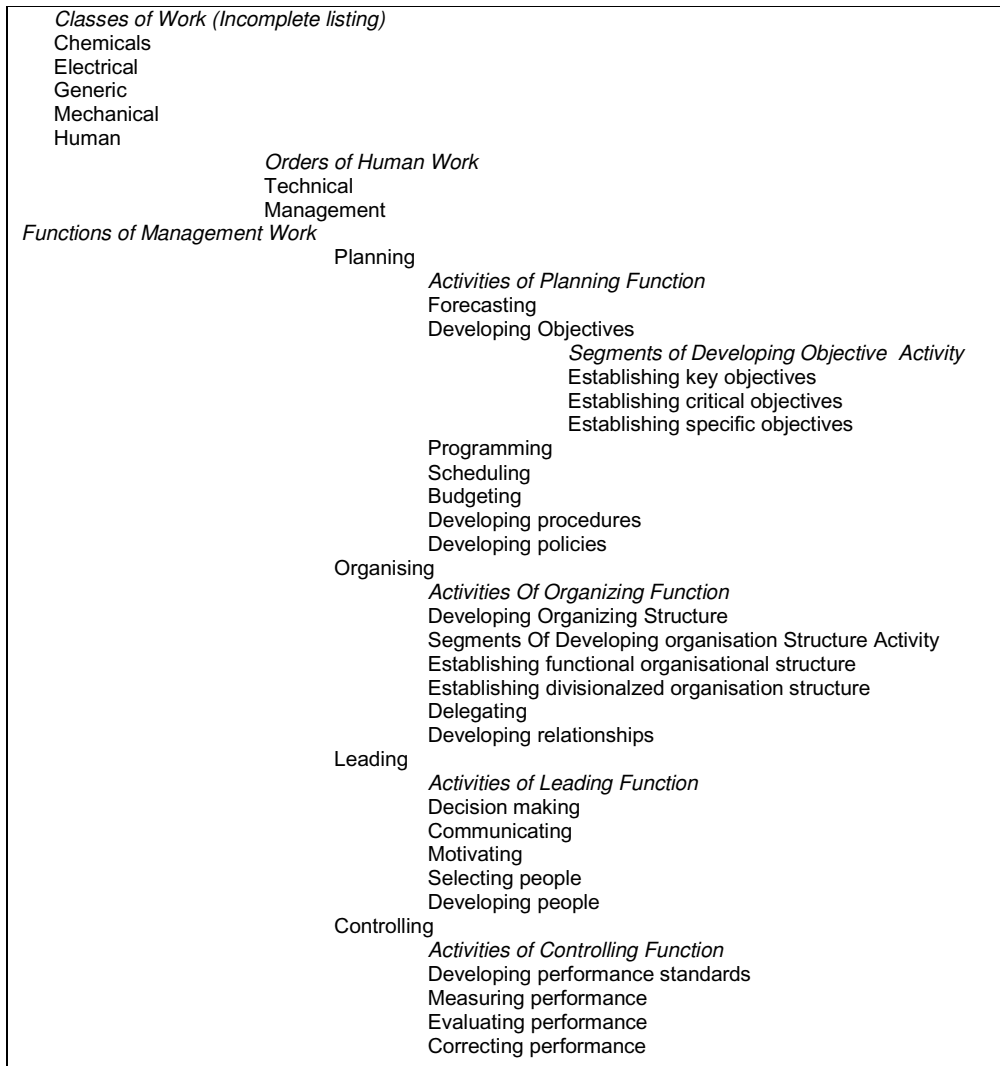 Classes of Work (Incomplete listing)
Chemicals
Electrical
Generic
Mechanical
Human
Orders of Human Work
Technical
Management
Functions of Management Work
Planning
Activities of Planning Function
Forecasting
Developing Objectives
Segments of Developing Objective Activity
Establishing key objectives
Establishing critical objectives
Establishing specific objectives
Programming
Scheduling
Budgeting
Developing procedures
Developing policies
Organising
Activities Of Organizing Function
Developing Organizing Structure
Segments Of Developing organisation Structure Activity
Establishing functional organisational structure
Establishing divisionalzed organisation structure
Delegating
Developing relationships
Leading
Activities of Leading Function
Decision making
Communicating
Motivating
Selecting people
Developing people
Controlling
Activities of Controlling Function
Developing performance standards
Measuring performance
Evaluating performance
Correcting performance